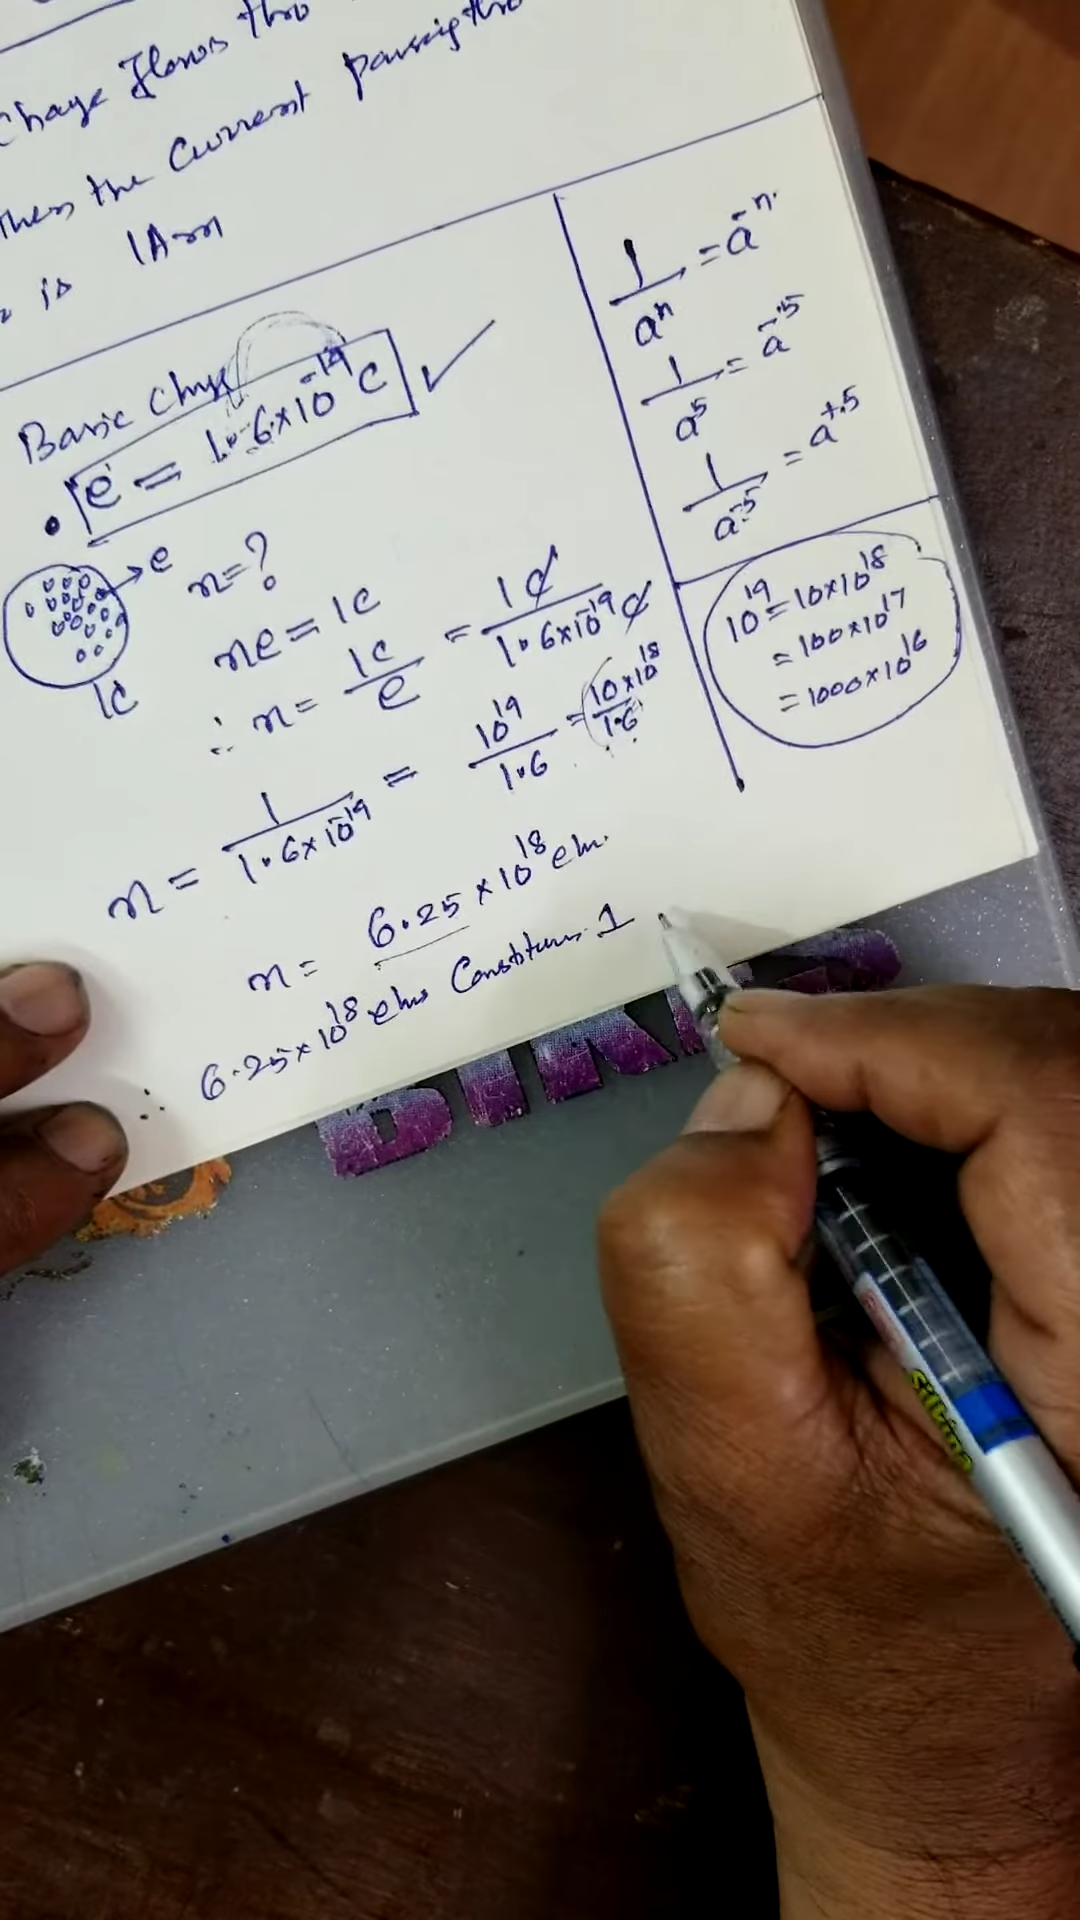 Charge flows thro
then the current passing thro
is 1Am
Basic Charge
e = 1.6×10⁻¹⁹ C
e
n=?
ne = 1C
1C
∴ n = 1C/e = 1C/1.6×10⁻¹⁹C
n = 1/1.6×10⁻¹⁹ = 10¹⁹/1.6 = 10×10¹⁸/1.6
n = 6.25 × 10¹⁸ els.
6.25×10¹⁸ els Constitutes 1
1/aⁿ = a⁻ⁿ
1/a⁵ = a⁻⁵
1/a⁻⁵ = a⁺⁵
10¹⁹ = 10×10¹⁸
= 100×10¹⁷
= 1000×10¹⁶